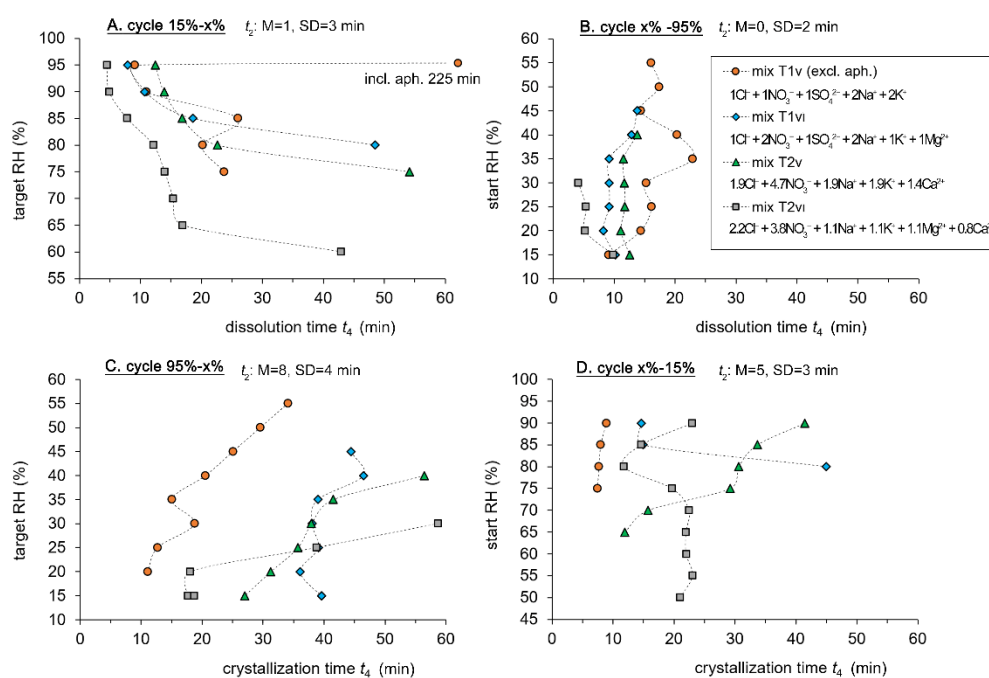 A. cycle 15%-x% t₂: M=1, SD=3 min
100
95
90
85
80
75
70
65
60
55
target RH (%)
incl. aph. 225 min
0 10 20 30 40 50 60
dissolution time t₄ (min)
B. cycle x% -95% t₂: M=0, SD=2 min
55
50
45
40
35
30
25
20
15
10
start RH (%)
0 10 20 30 40 50 60
dissolution time t₄ (min)
mix T1v (excl. aph.)
1Cl⁻+1NO₃⁻+1SO₄²⁻+2Na⁺+2K⁺
mix T1vı
1Cl⁻+2NO₃⁻+1SO₄²⁻+2Na⁺+1K⁺+1Mg²⁺
mix T2v
1.9Cl⁻+4.7NO₃⁻+1.9Na⁺+1.9K⁺+1.4Ca²⁺
mix T2vı
2.2Cl⁻+3.8NO₃⁻+1.1Na⁺+1.1K⁺+1.1Mg²⁺+0.8Ca²
C. cycle 95%-x% t₂: M=8, SD=4 min
60
55
50
45
40
35
30
25
20
15
10
target RH (%)
0 10 20 30 40 50 60
crystallization time t₄ (min)
D. cycle x%-15% t₂: M=5, SD=3 min
100
95
90
85
80
75
70
65
60
55
50
45
start RH (%)
0 10 20 30 40 50 60
crystallization time t₄ (min)